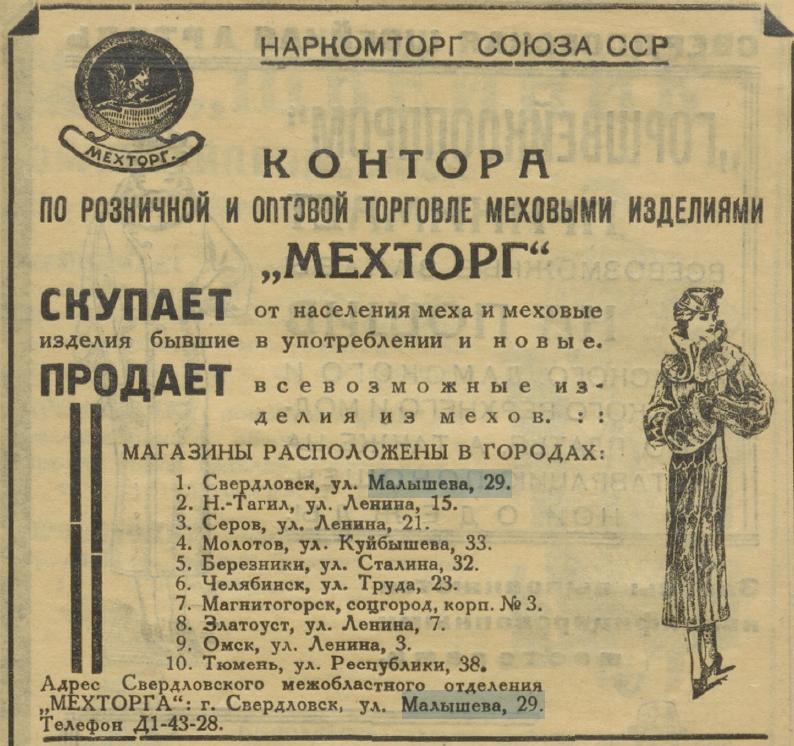 НАРКОМТОРГ СОЮЗА ССР
МЕХТОРГ.
КОНТОРА
ПО РОЗНИЧНОЙ И ОПТОВОЙ ТОРГОВЛЕ МЕХОВЫМИ ИЗДЕЛИЯМИ
„МЕХТОРГ“
СКУПАЕТ от населения меха и меховые
изделия бывшие в употреблении и новые.
ПРОДАЕТ всевозможные из-
делия из мехов. : :
МАГАЗИНЫ РАСПОЛОЖЕНЫ В ГОРОДАХ:
1. Свердловск, ул. Малышева, 29.
2. Н.-Тагил, ул. Ленина, 15.
3. Серов, ул. Ленина, 21.
4. Молотов, ул. Куйбышева, 33.
5. Березники, ул. Сталина, 32.
6. Челябинск, ул. Труда, 23.
7. Магнитогорск, соцгород, корп. № 3.
8. Златоуст, ул. Ленина, 7.
9. Омск, ул. Ленина, 3.
10. Тюмень, ул. Республики, 38.
Адрес Свердловского межобластного отделения
„МЕХТОРГА“: г. Свердловск, ул. Малышева, 29.
Телефон Д1-43-28.